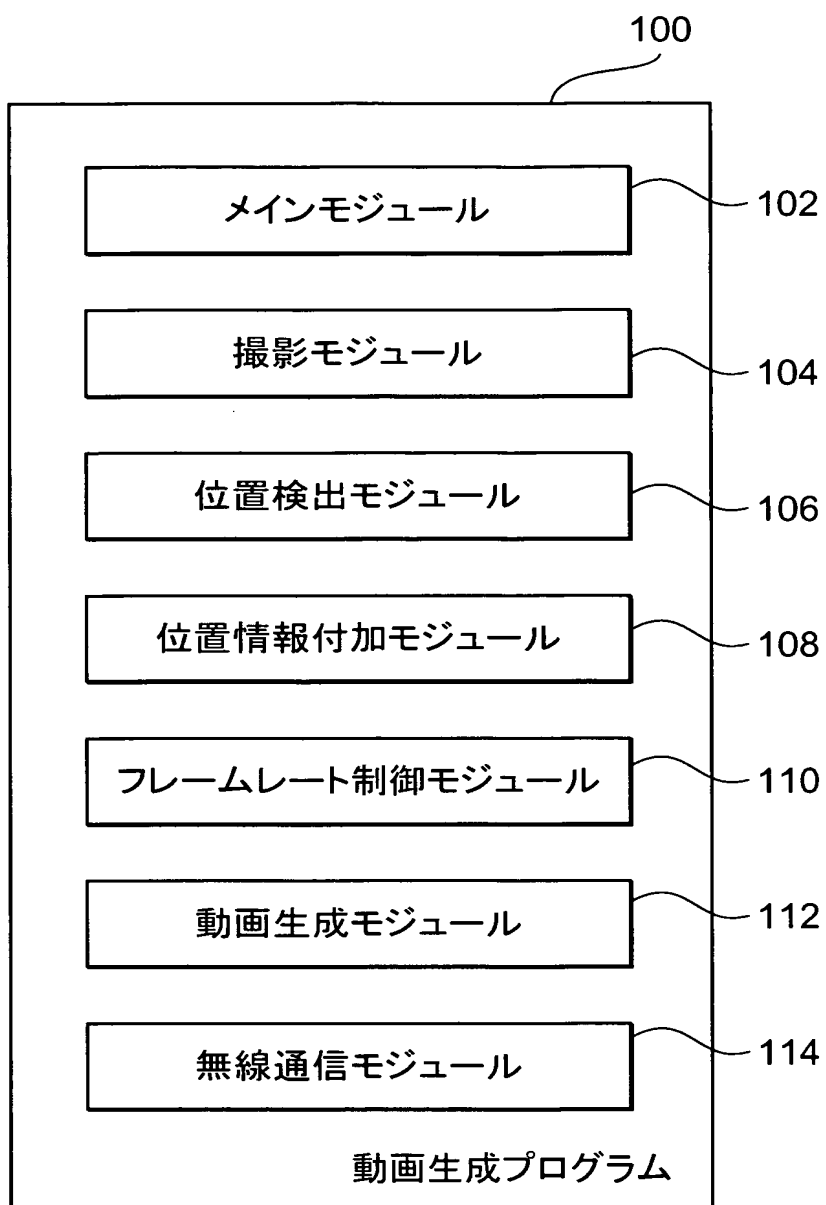 100
メインモジュール
102
撮影モジュール
104
位置検出モジュール
106
位置情報付加モジュール
108
フレームレート制御モジュール
110
動画生成モジュール
112
無線通信モジュール
114
動画生成プログラム